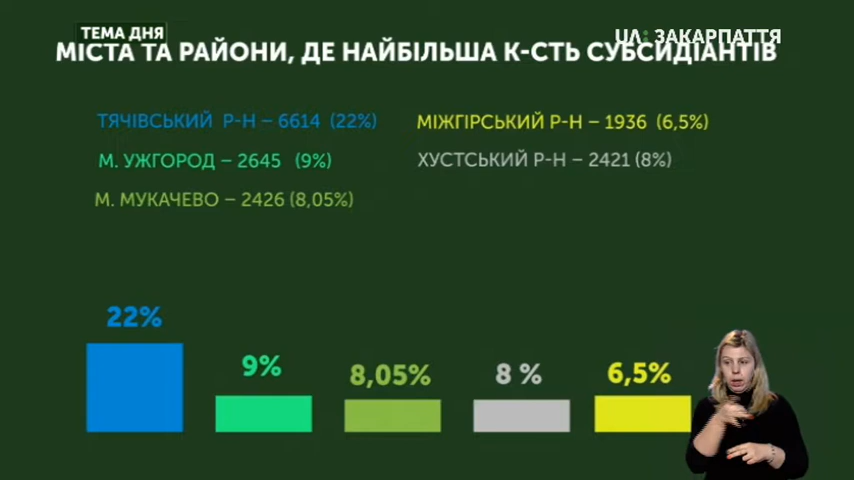 ТЕМА ДНЯ
UA: ЗАКАРПАТТЯ
МІСТА ТА РАЙОНИ, ДЕ НАЙБІЛЬША К-СТЬ СУБСИДІАНТІВ
ТЯЧІВСЬКИЙ Р-Н – 6614 (22%)
М. УЖГОРОД – 2645 (9%)
М. МУКАЧЕВО – 2426 (8,05%)
МІЖГІРСЬКИЙ Р-Н – 1936 (6,5%)
ХУСТСЬКИЙ Р-Н – 2421 (8%)
22%
9%
8,05%
8 %
6,5%